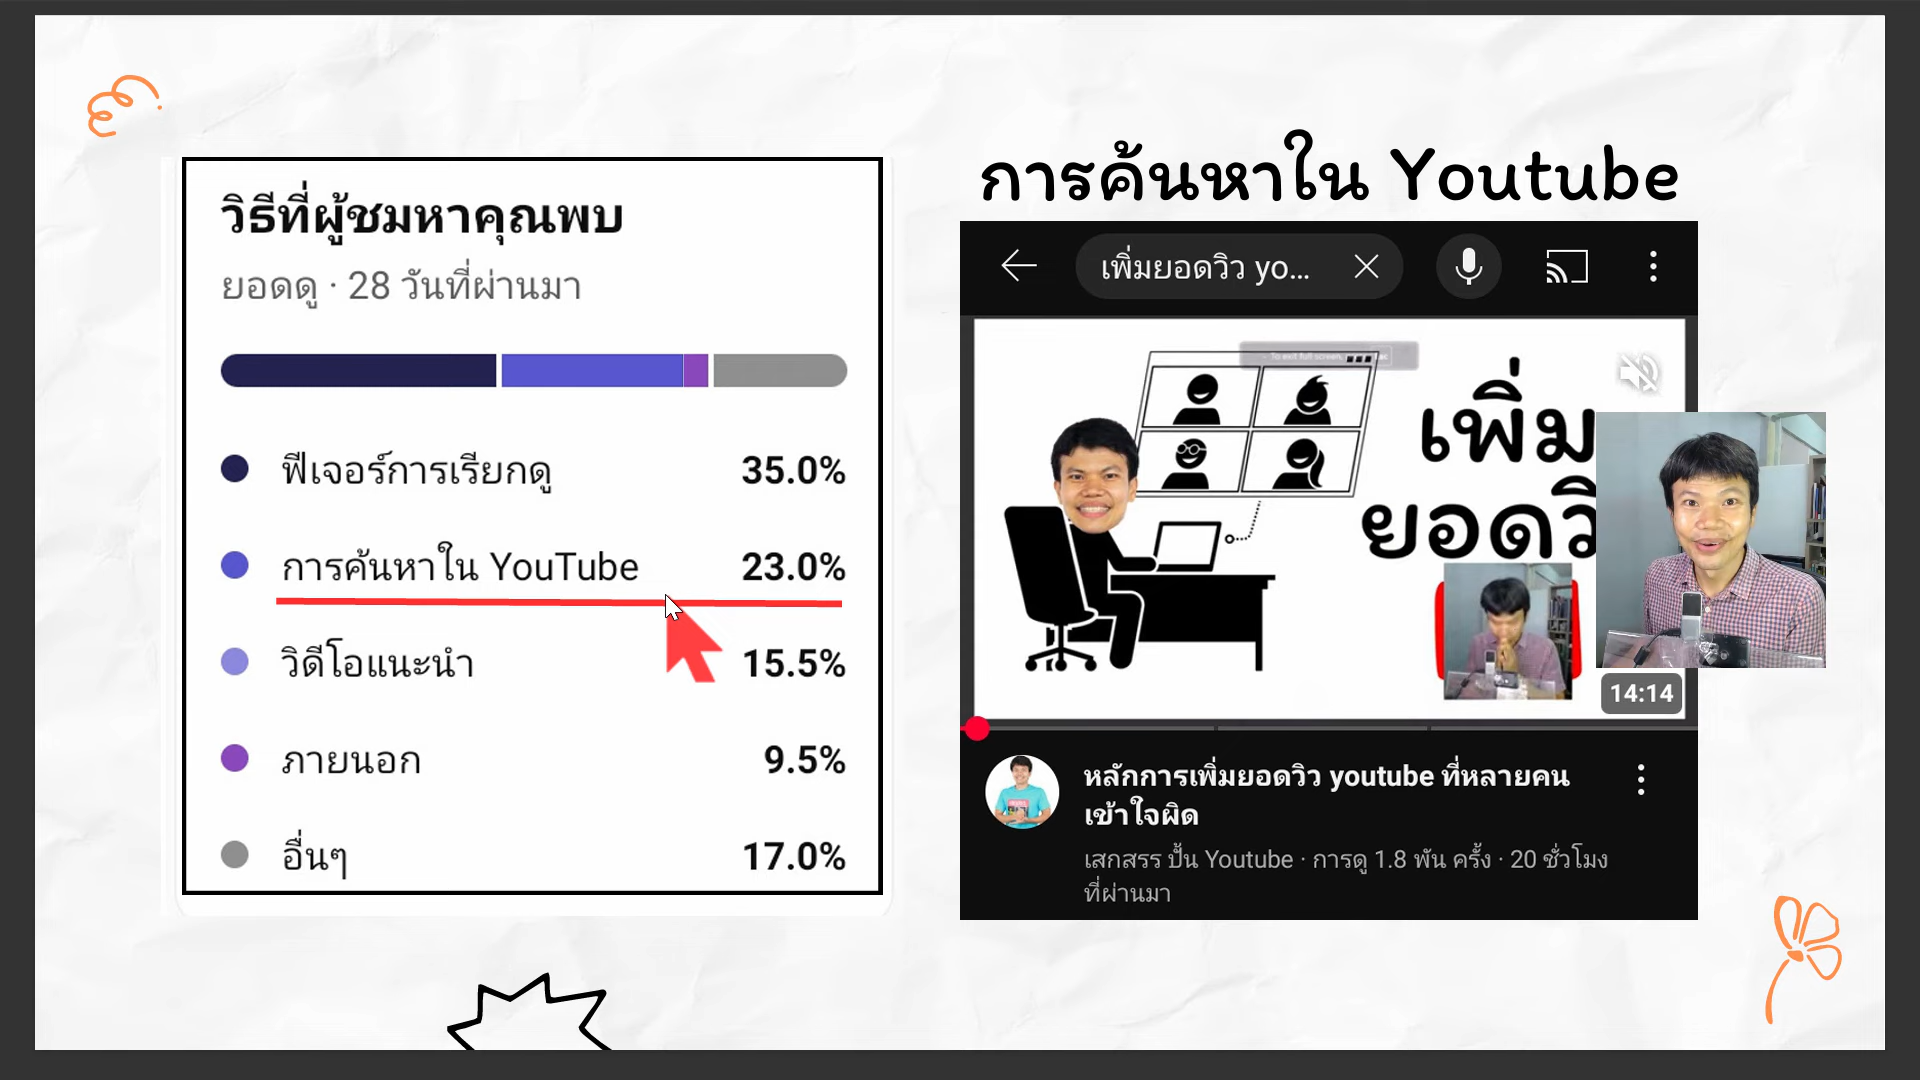 วิธีที่ผู้ชมหาคุณพบ
ยอดดู · 28 วันที่ผ่านมา
ฟีเจอร์การเรียกดู 35.0%
การค้นหาใน YouTube 23.0%
วิดีโอแนะนำ 15.5%
ภายนอก 9.5%
อื่นๆ 17.0%
การค้นหาใน Youtube
เพิ่มยอดวิว yo...
To exit full screen,
เพิ่ม
ยอดวิ
14:14
หลักการเพิ่มยอดวิว youtube ที่หลายคน
เข้าใจผิด
เสกสรร ปั้น Youtube · การดู 1.8 พัน ครั้ง · 20 ชั่วโมง
ที่ผ่านมา